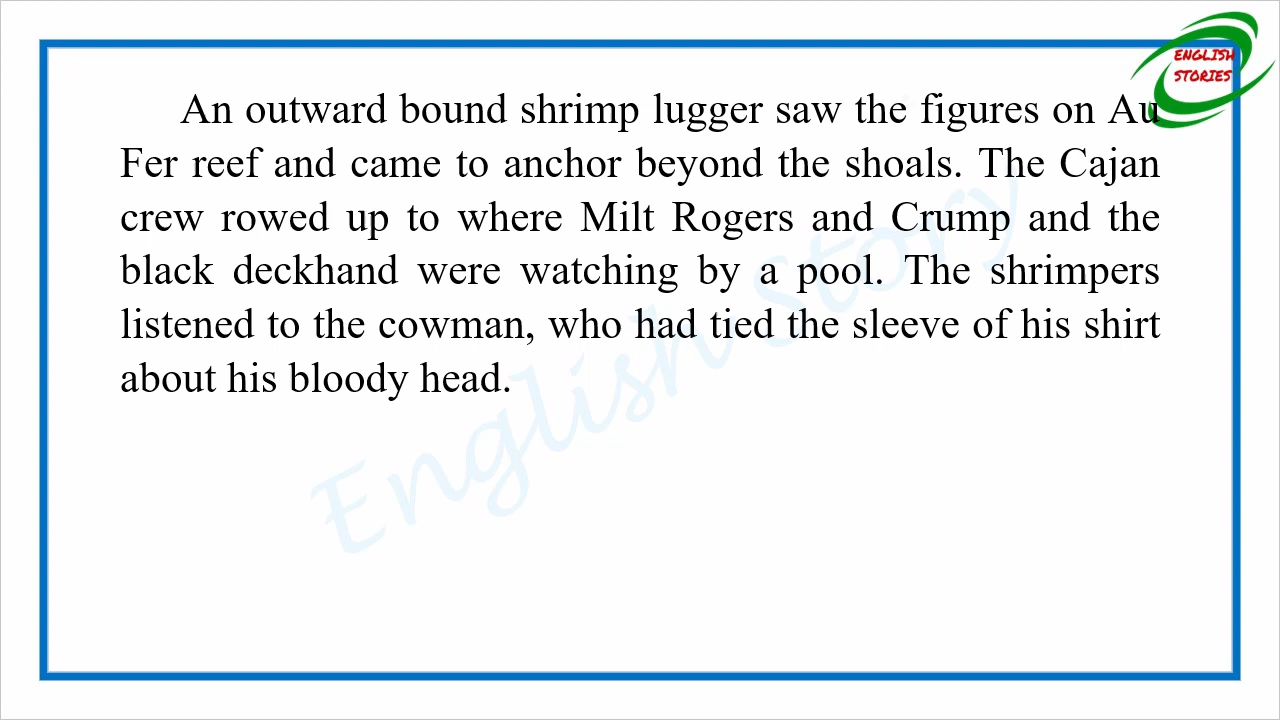 ENGLISH
STORIES
An outward bound shrimp lugger saw the figures on Au
Fer reef and came to anchor beyond the shoals. The Cajan
crew rowed up to where Milt Rogers and Crump and the
black deckhand were watching by a pool. The shrimpers
listened to the cowman, who had tied the sleeve of his shirt
about his bloody head.
English Story